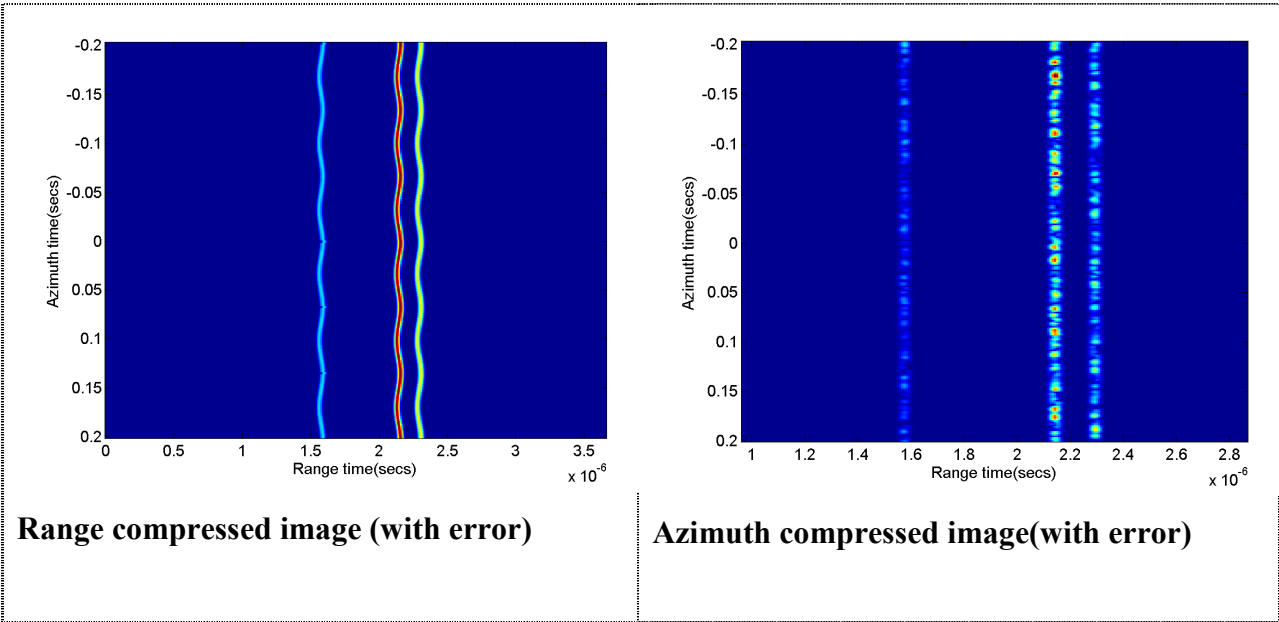 -0.2
-0.15
-0.1
-0.05
0
0.05
0.1
0.15
0.2
Azimuth time(secs)
0 0.5 1 1.5 2 2.5 3 3.5
Range time(secs)
x 10^-6
Range compressed image (with error)
-0.2
-0.15
-0.1
-0.05
0
0.05
0.1
0.15
0.2
Azimuth time(secs)
1 1.2 1.4 1.6 1.8 2 2.2 2.4 2.6 2.8
Range time(secs)
x 10^-6
Azimuth compressed image(with error)